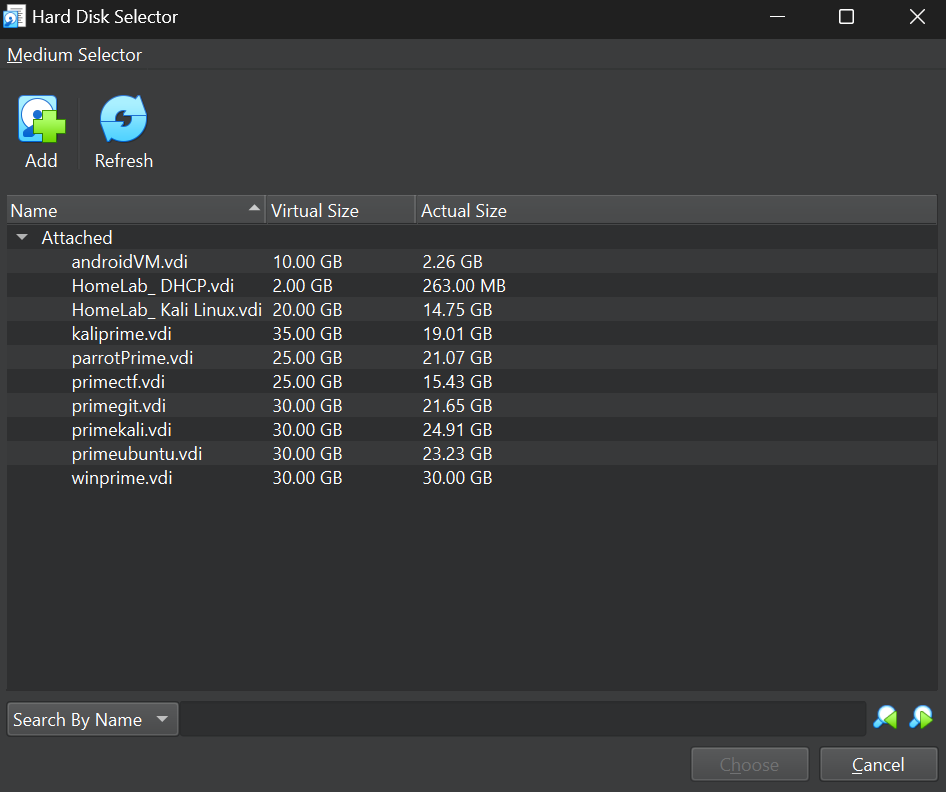 Hard Disk Selector
Medium Selector
Add Refresh
Name Virtual Size Actual Size
Attached
androidVM.vdi 10.00 GB 2.26 GB
HomeLab_ DHCP.vdi 2.00 GB 263.00 MB
HomeLab_ Kali Linux.vdi 20.00 GB 14.75 GB
kaliprime.vdi 35.00 GB 19.01 GB
parrotPrime.vdi 25.00 GB 21.07 GB
primectf.vdi 25.00 GB 15.43 GB
primegit.vdi 30.00 GB 21.65 GB
primekali.vdi 30.00 GB 24.91 GB
primeubuntu.vdi 30.00 GB 23.23 GB
winprime.vdi 30.00 GB 30.00 GB
Search By Name
Choose Cancel